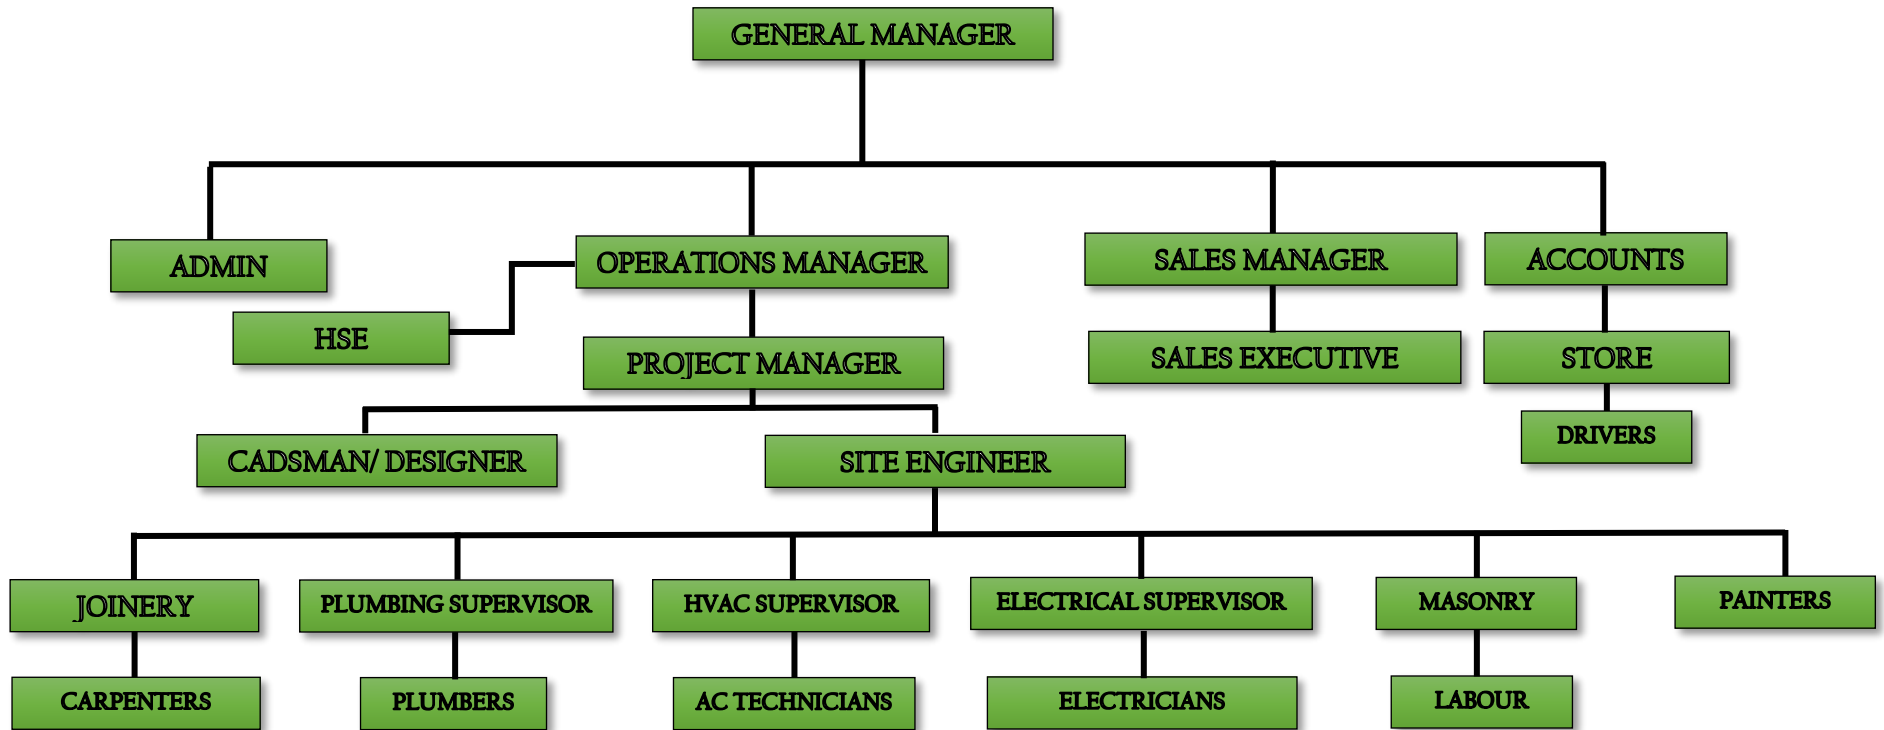 GENERAL MANAGER
ADMIN
OPERATIONS MANAGER
SALES MANAGER
ACCOUNTS
HSE
PROJECT MANAGER
SALES EXECUTIVE
STORE
DRIVERS
CADSMAN/ DESIGNER
SITE ENGINEER
JOINERY
PLUMBING SUPERVISOR
HVAC SUPERVISOR
ELECTRICAL SUPERVISOR
MASONRY
PAINTERS
CARPENTERS
PLUMBERS
AC TECHNICIANS
ELECTRICIANS
LABOUR